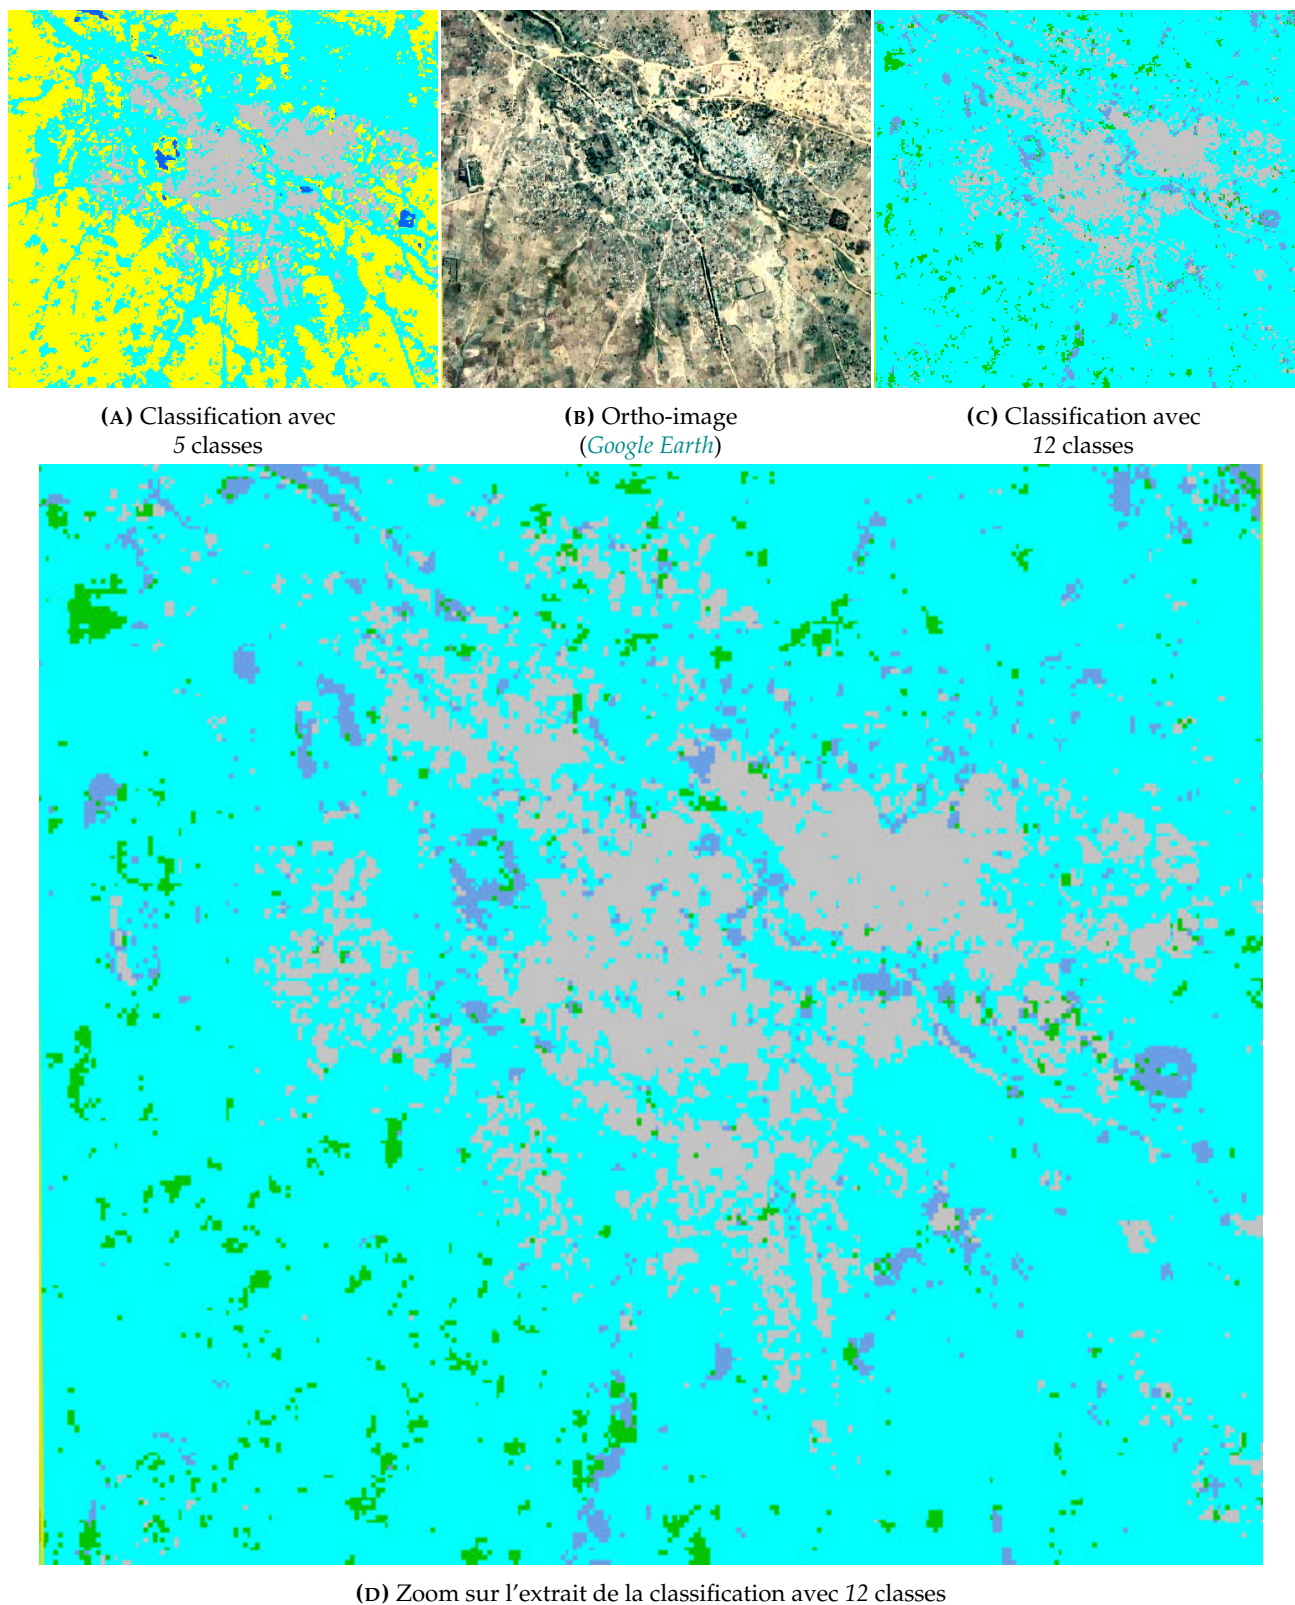 (A) Classification avec
5 classes
(B) Ortho-image
(Google Earth)
(C) Classification avec
12 classes
(D) Zoom sur l'extrait de la classification avec 12 classes